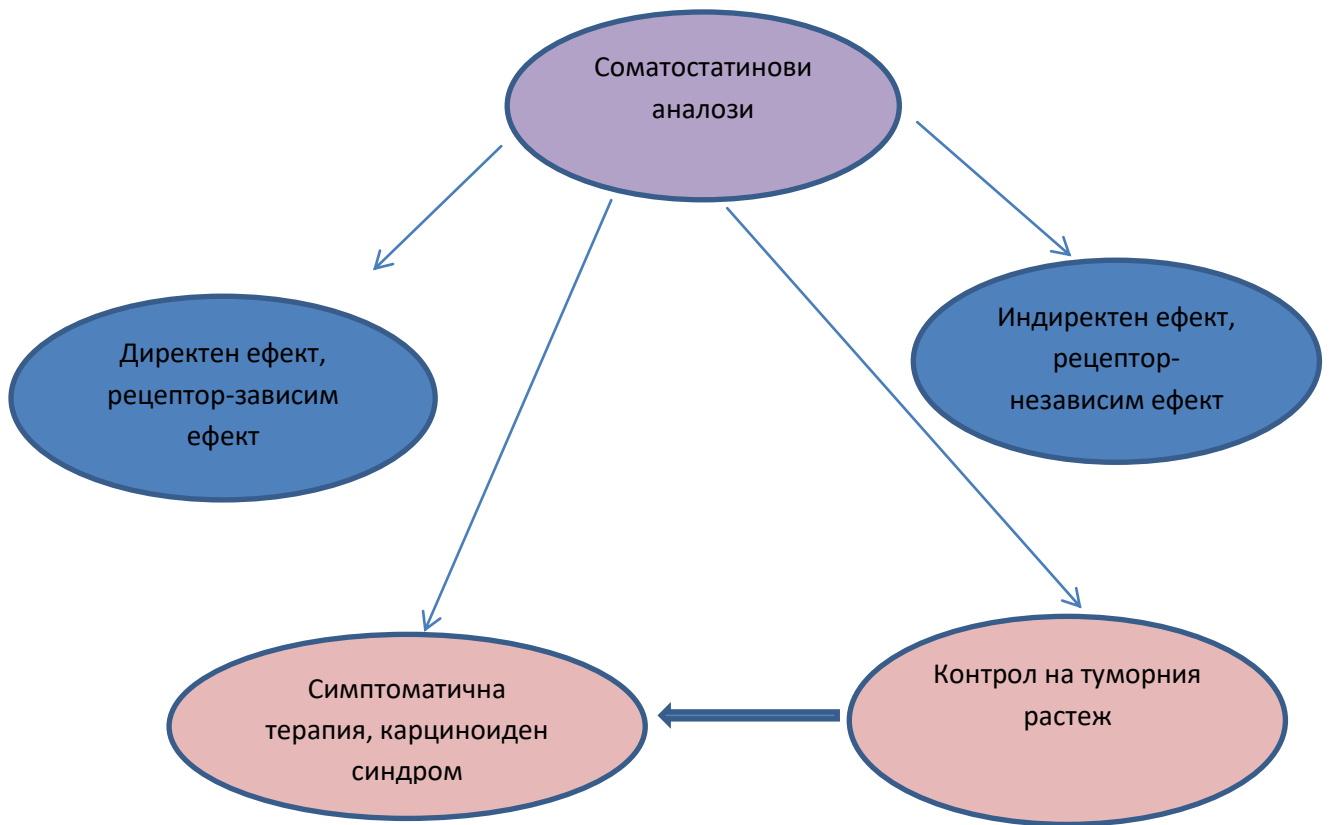 Соматостатинови
аналози
Директен ефект,
рецептор-зависим
ефект
Индиректен ефект,
рецептор-
независим ефект
Симптоматична
терапия, карциноиден
синдром
Контрол на туморния
растеж